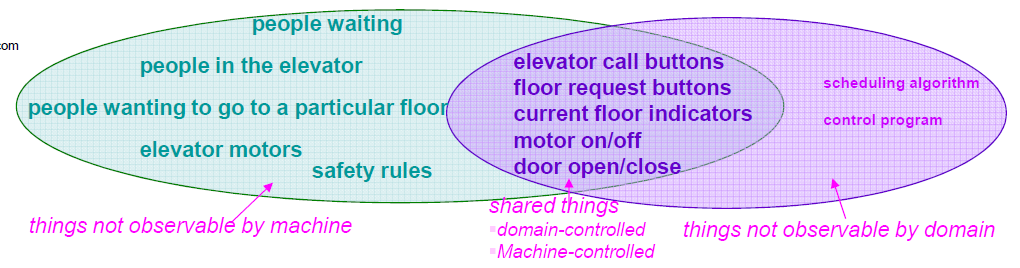 people waiting
com
people in the elevator
people wanting to go to a particular floor
elevator motors
safety rules
elevator call buttons
floor request buttons
current floor indicators
motor on/off
door open/close
scheduling algorithm
control program
things not observable by machine
shared things
domain-controlled
Machine-controlled
things not observable by domain